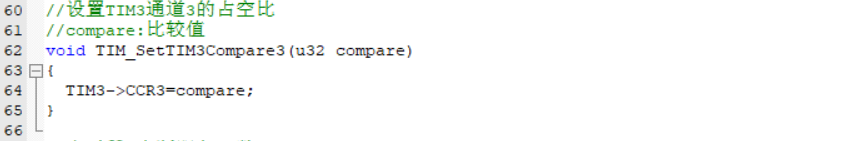 60 //设置TIM3通道3的占空比
61 //compare:比较值
62 void TIM_SetTIM3Compare3(u32 compare)
63 {
64 TIM3->CCR3=compare;
65 }
66